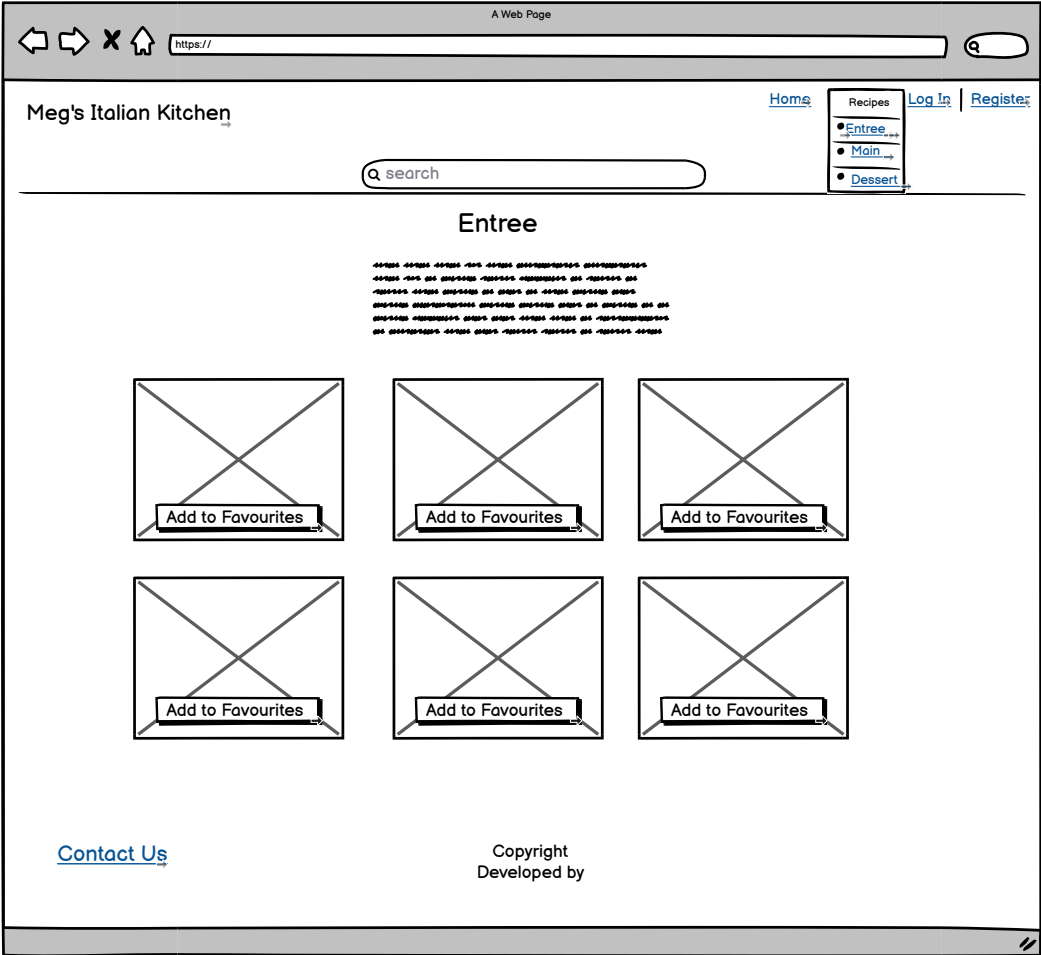 A Web Page
https://
Meg's Italian Kitchen
Home
Recipes
Log In
Register
Entree
Main
Dessert
search
Entree
Add to Favourites
Add to Favourites
Add to Favourites
Add to Favourites
Add to Favourites
Add to Favourites
Contact Us
Copyright
Developed by